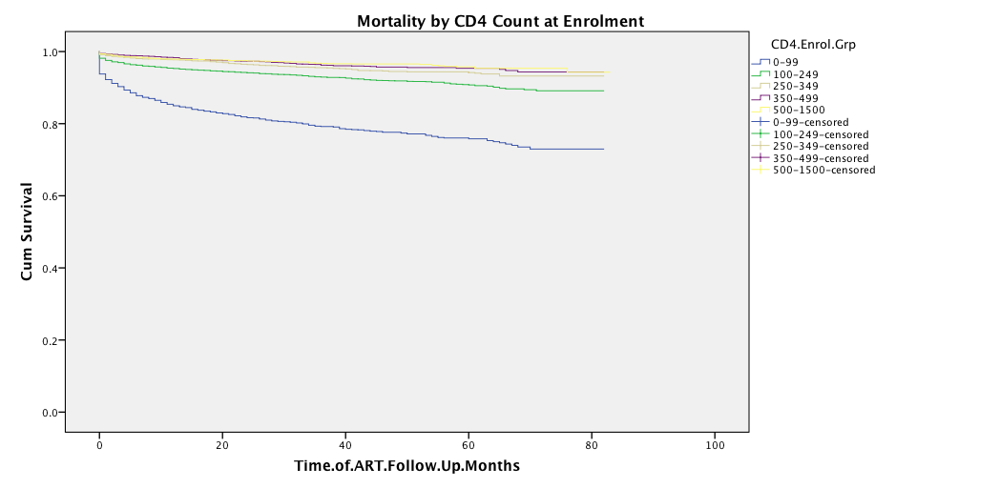 Mortality by CD4 Count at Enrolment
CD4.Enrol.Grp
0-99
100-249
250-349
350-499
500-1500
0-99-censored
100-249-censored
250-349-censored
350-499-censored
500-1500-censored
Cum Survival
1.0
0.8
0.6
0.4
0.2
0.0
0 20 40 60 80 100
Time.of.ART.Follow.Up.Months